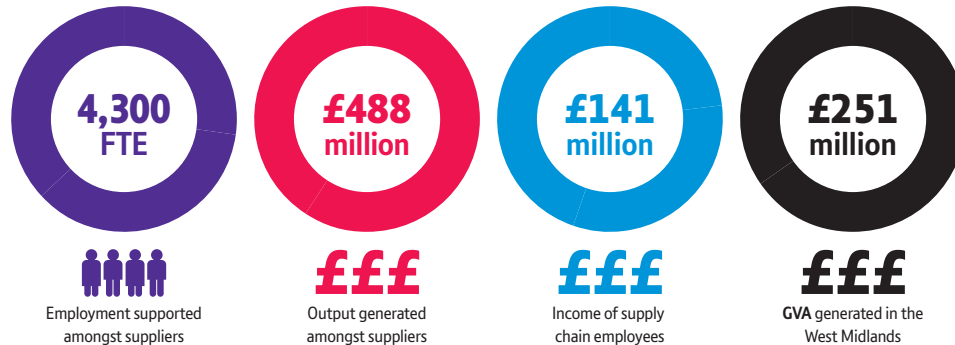 4,300
FTE
£488
million
£141
million
£251
million
£££
£££
£££
Employment supported
amongst suppliers
Output generated
amongst suppliers
Income of supply
chain employees
GVA generated in the
West Midlands